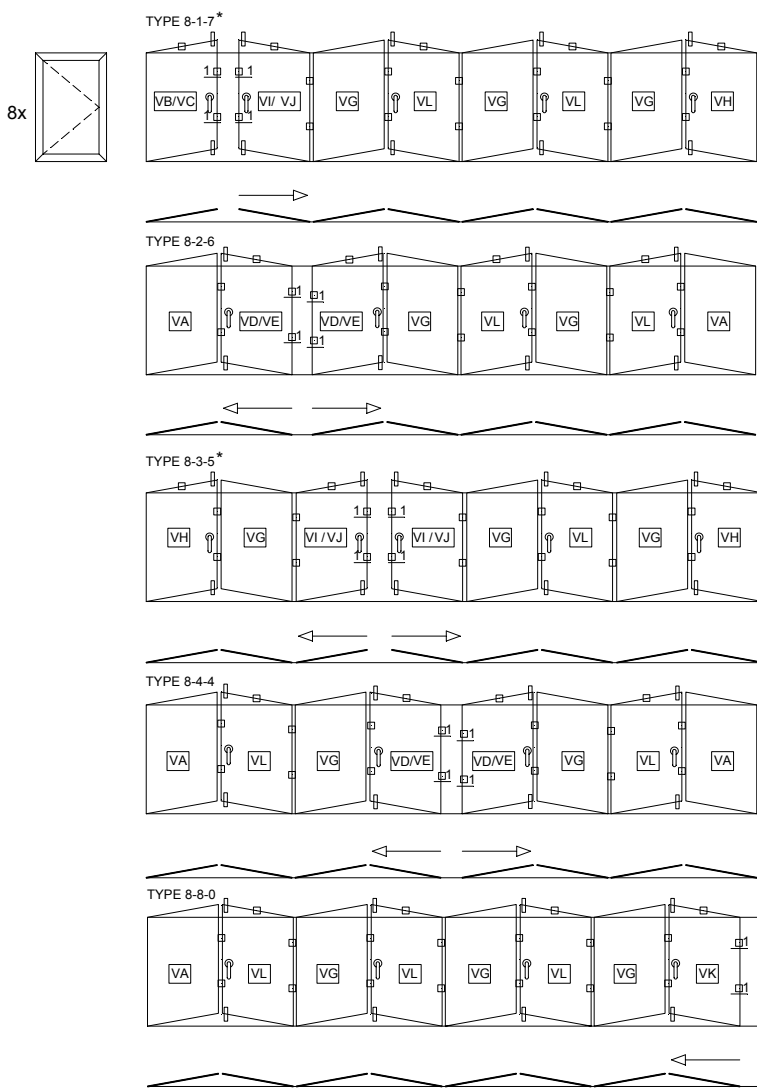 TYPE 8-1-7*
8x
1 1
VB/VC VI/ VJ VG VL VG VL VG VH
1 1
TYPE 8-2-6
1 1
VA VD/VE VD/VE VG VL VG VL VA
1 1
TYPE 8-3-5*
1 1
VH VG VI / VJ VI / VJ VG VL VG VH
1 1
TYPE 8-4-4
1 1
VA VL VG VD/VE VD/VE VG VL VA
1 1
TYPE 8-8-0
1
VA VL VG VL VG VL VG VK
1